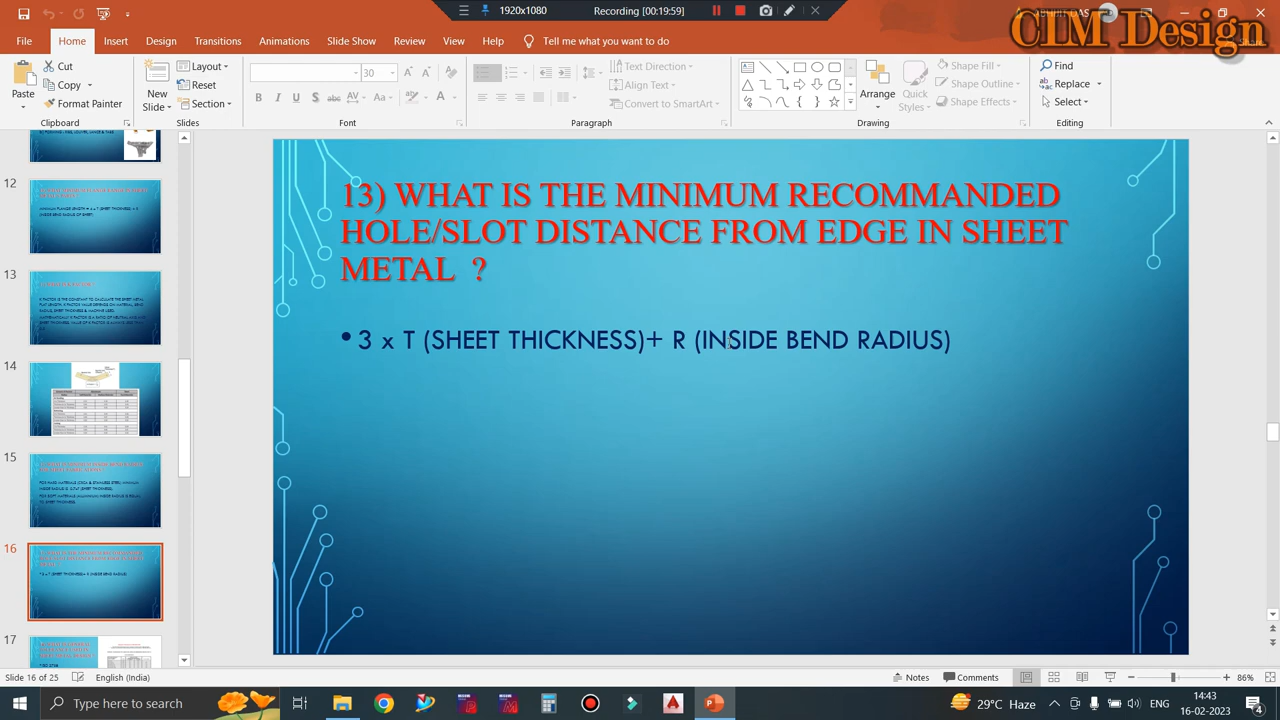 1920x1080
Recording [00:19:59]
CIM Design
File
Home
Insert
Design
Transitions
Animations
Slide Show
Review
View
Help
Tell me what you want to do
Paste
Cut
Copy
Format Painter
Clipboard
New Slide
Layout
Reset
Section
Slides
30
Font
Text Direction
Align Text
Convert to SmartArt
Paragraph
Arrange
Quick Styles
Shape Fill
Shape Outline
Shape Effects
Drawing
Find
Replace
Select
Editing
12
13
14
15
16
17
13) WHAT IS THE MINIMUM RECOMMANDED
HOLE/SLOT DISTANCE FROM EDGE IN SHEET
METAL ?
• 3 x T (SHEET THICKNESS)+ R (INSIDE BEND RADIUS)
Slide 16 of 25
English (India)
Notes
Comments
86%
Type here to search
29°C Haze
ENG
14:43
16-02-2023